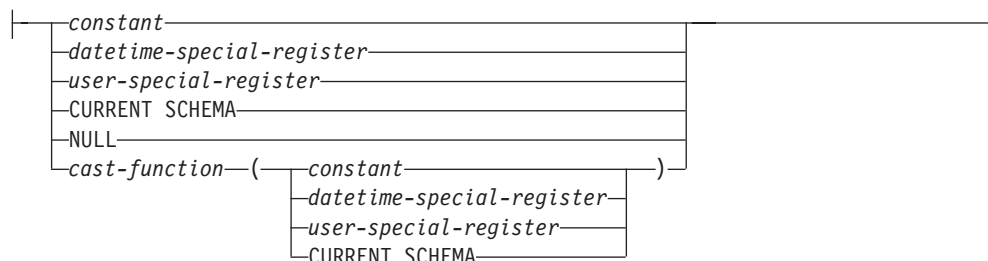 constant
datetime-special-register
user-special-register
CURRENT SCHEMA
NULL
cast-function ( constant )
datetime-special-register
user-special-register
CURRENT SCHEMA